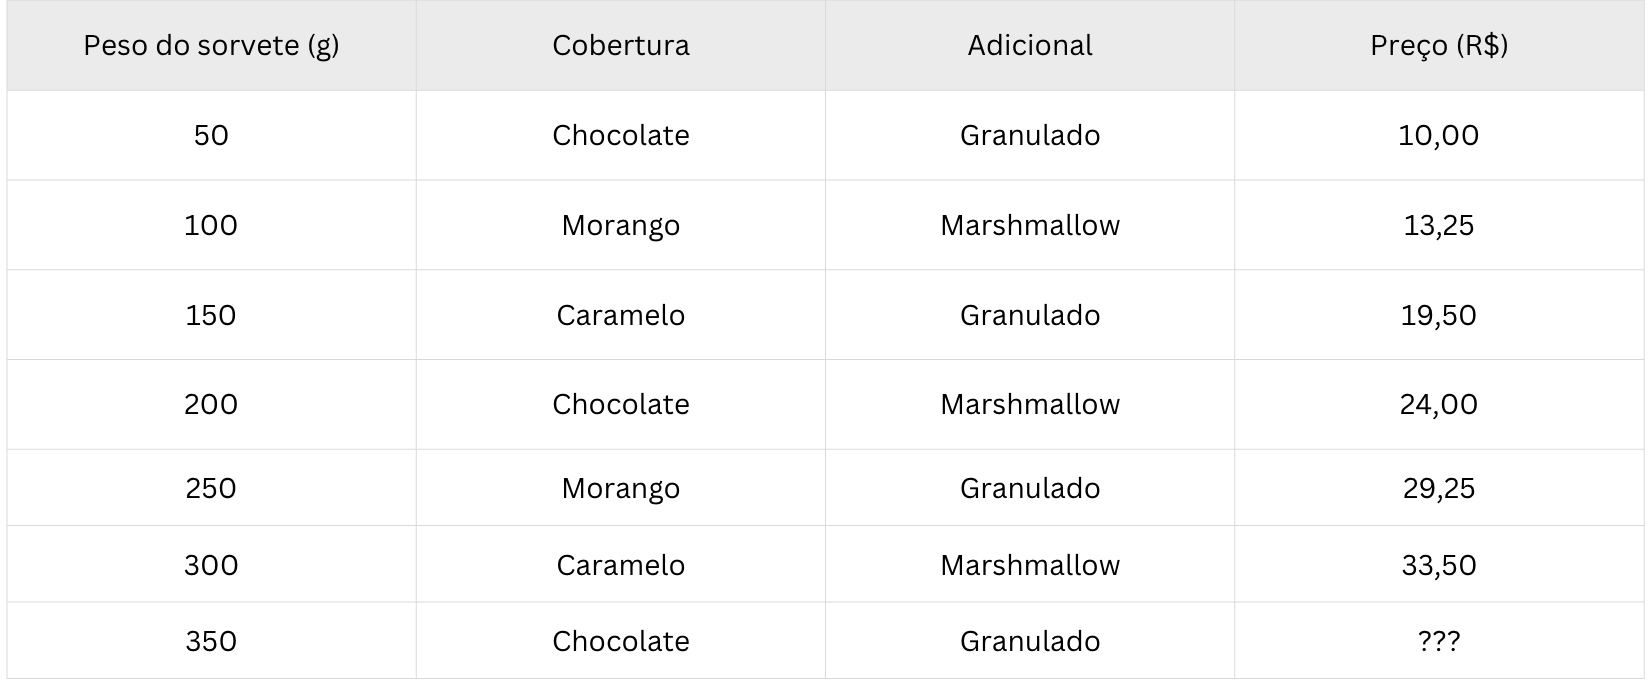 Peso do sorvete (g) Cobertura Adicional Preço (R$)
50 Chocolate Granulado 10,00
100 Morango Marshmallow 13,25
150 Caramelo Granulado 19,50
200 Chocolate Marshmallow 24,00
250 Morango Granulado 29,25
300 Caramelo Marshmallow 33,50
350 Chocolate Granulado ???